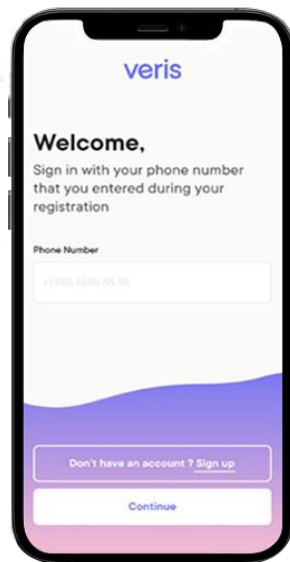 veris
Welcome,
Sign in with your phone number
that you entered during your
registration
Phone Number
+1 555 5555 55 55
Don't have an account ? Sign up
Continue